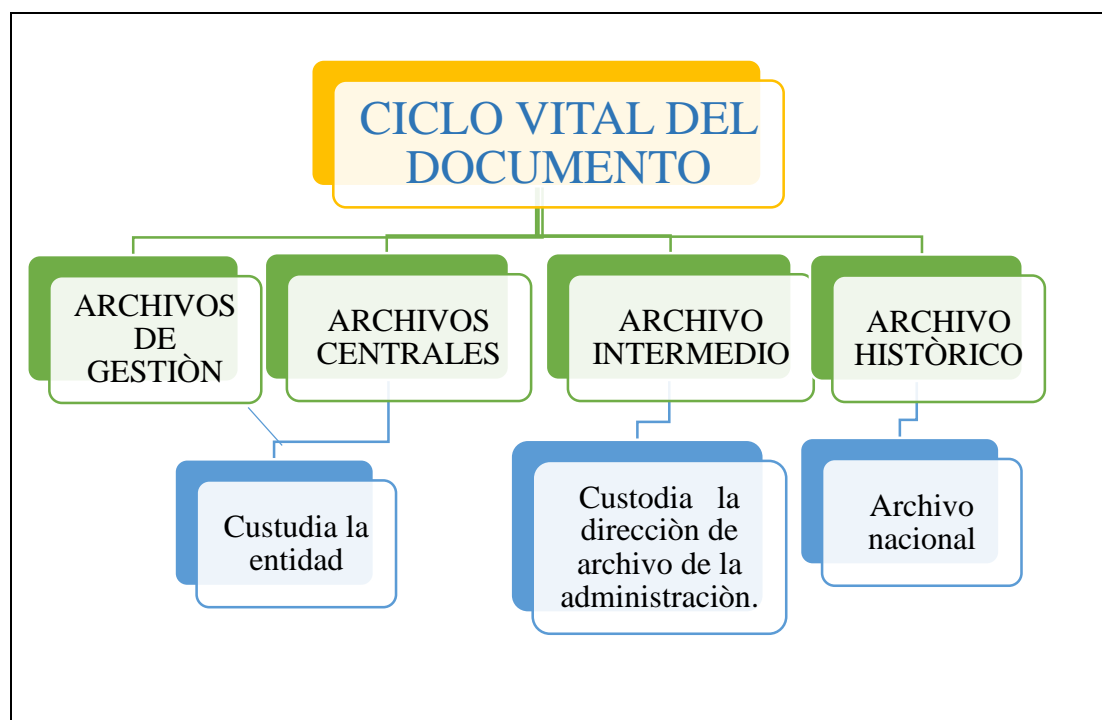 CICLO VITAL DEL
DOCUMENTO
ARCHIVOS
DE
GESTIÒN
ARCHIVOS
CENTRALES
ARCHIVO
INTERMEDIO
ARCHIVO
HISTÒRICO
Custudia la
entidad
Custodia la
direcciòn de
archivo de la
administraciòn.
Archivo
nacional